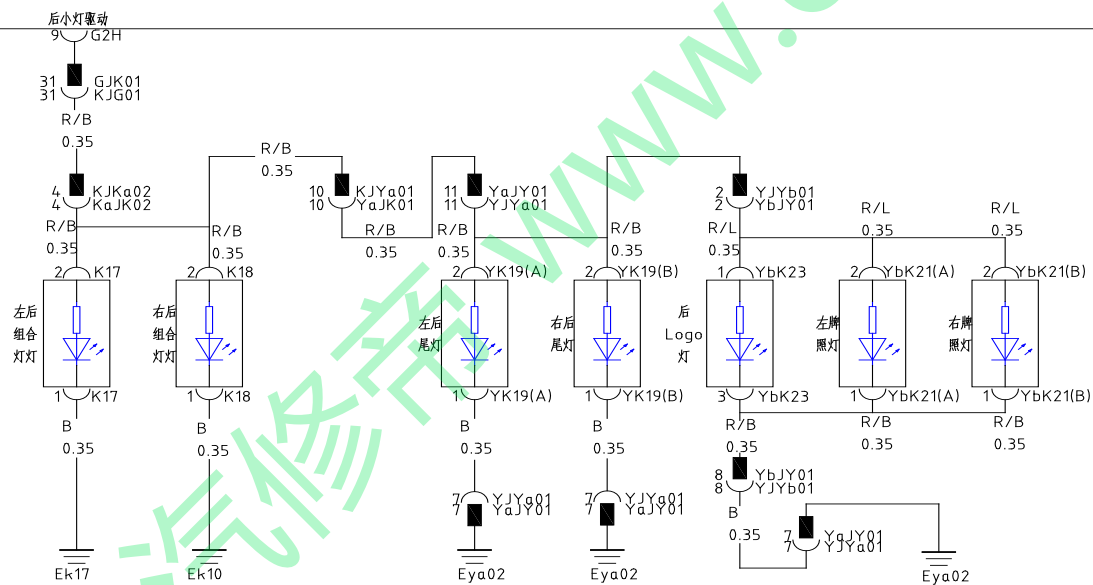 后小灯驱动
9 G2H
31 GJK01
31 KJG01
R/B
0.35
R/B
0.35
4 KJKa02
4 KaJK02
10 KJYa01
10 YaJK01
11 YaJY01
11 YJYa01
2 YJYb01
2 YbJY01
R/B
0.35
R/B
0.35
R/B
0.35
R/B
0.35
R/B
0.35
R/L
0.35
R/L
0.35
R/L
0.35
2 K17
2 K18
2 YK19(A)
2 YK19(B)
1 YbK23
2 YbK21(A)
2 YbK21(B)
左后
组合
灯灯
右后
组合
灯灯
左后
尾灯
右后
尾灯
后
Logo
灯
左牌
照灯
右牌
照灯
1 K17
1 K18
1 YK19(A)
1 YK19(B)
3 YbK23
1 YbK21(A)
1 YbK21(B)
B
0.35
B
0.35
B
0.35
B
0.35
R/B
0.35
R/B
0.35
R/B
0.35
8 YbJY01
8 YJYb01
7 YJYa01
7 YaJY01
7 YJYa01
7 YaJY01
B
0.35
7 YaJY01
7 YJYa01
Ek17
Ek10
Eya02
Eya02
Eya02
汽修帝 www.